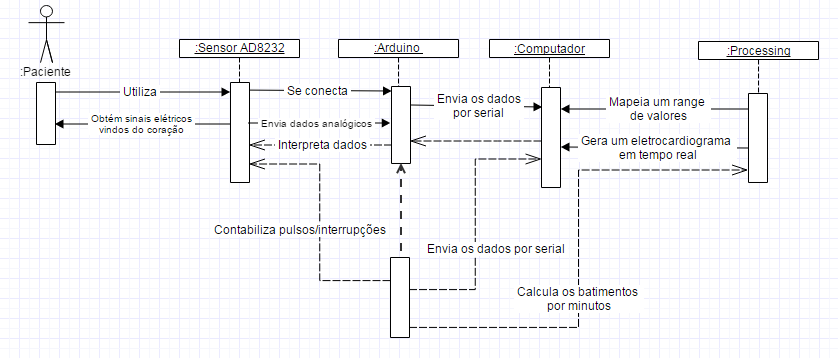 :Sensor AD8232
:Arduino
:Computador
:Processing
:Paciente
Utiliza
Se conecta
Envia os dados
por serial
Mapeia um range
de valores
Obtém sinais elétricos
vindos do coração
Envia dados analógicos
Interpreta dados
Gera um eletrocardiograma
em tempo real
Contabiliza pulsos/interrupções
Envia os dados por serial
Calcula os batimentos
por minutos